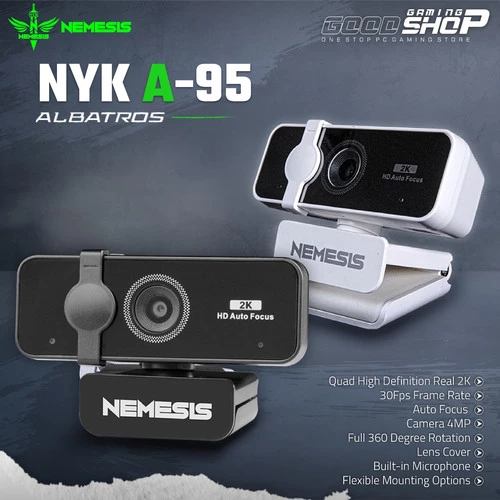 NEMESIS
NEMESIS
GAMING
GOODSHOP
ONE STOP PC GAMING STORE
NYK A-95
ALBATROS
2K
HD Auto Focus
NEMESIS
2K
HD Auto Focus
NEMESIS
Quad High Definition Real 2K
30Fps Frame Rate
Auto Focus
Camera 4MP
Full 360 Degree Rotation
Lens Cover
Built-in Microphone
Flexible Mounting Options